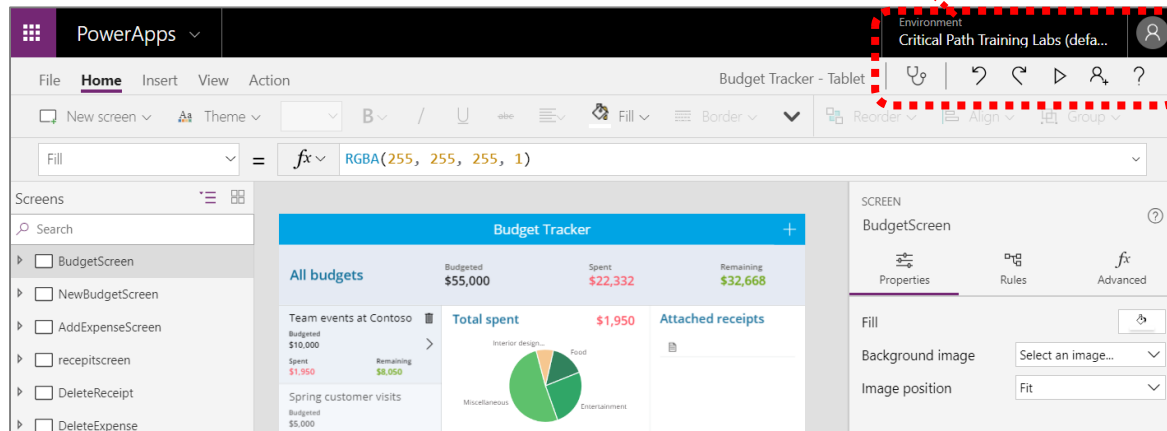 PowerApps
Environment
Critical Path Training Labs (defa...
File Home Insert View Action
Budget Tracker - Tablet
?
New screen Aa Theme B / U abc Fill Border Reorder Align Group
Fill = fx RGBA(255, 255, 255, 1)
Screens
Search
BudgetScreen
NewBudgetScreen
AddExpenseScreen
recepitscreen
DeleteReceipt
DeleteExpense
Budget Tracker +
All budgets
Budgeted
$55,000
Spent
$22,332
Remaining
$32,668
Team events at Contoso
Budgeted
$10,000
Spent Remaining
$1,950 $8,050
Spring customer visits
Budgeted
$5,000
Total spent $1,950
Interior design...
Food
Miscellaneous
Entertainment
Attached receipts
SCREEN
BudgetScreen
?
Properties Rules fx Advanced
Fill
Background image Select an image...
Image position Fit